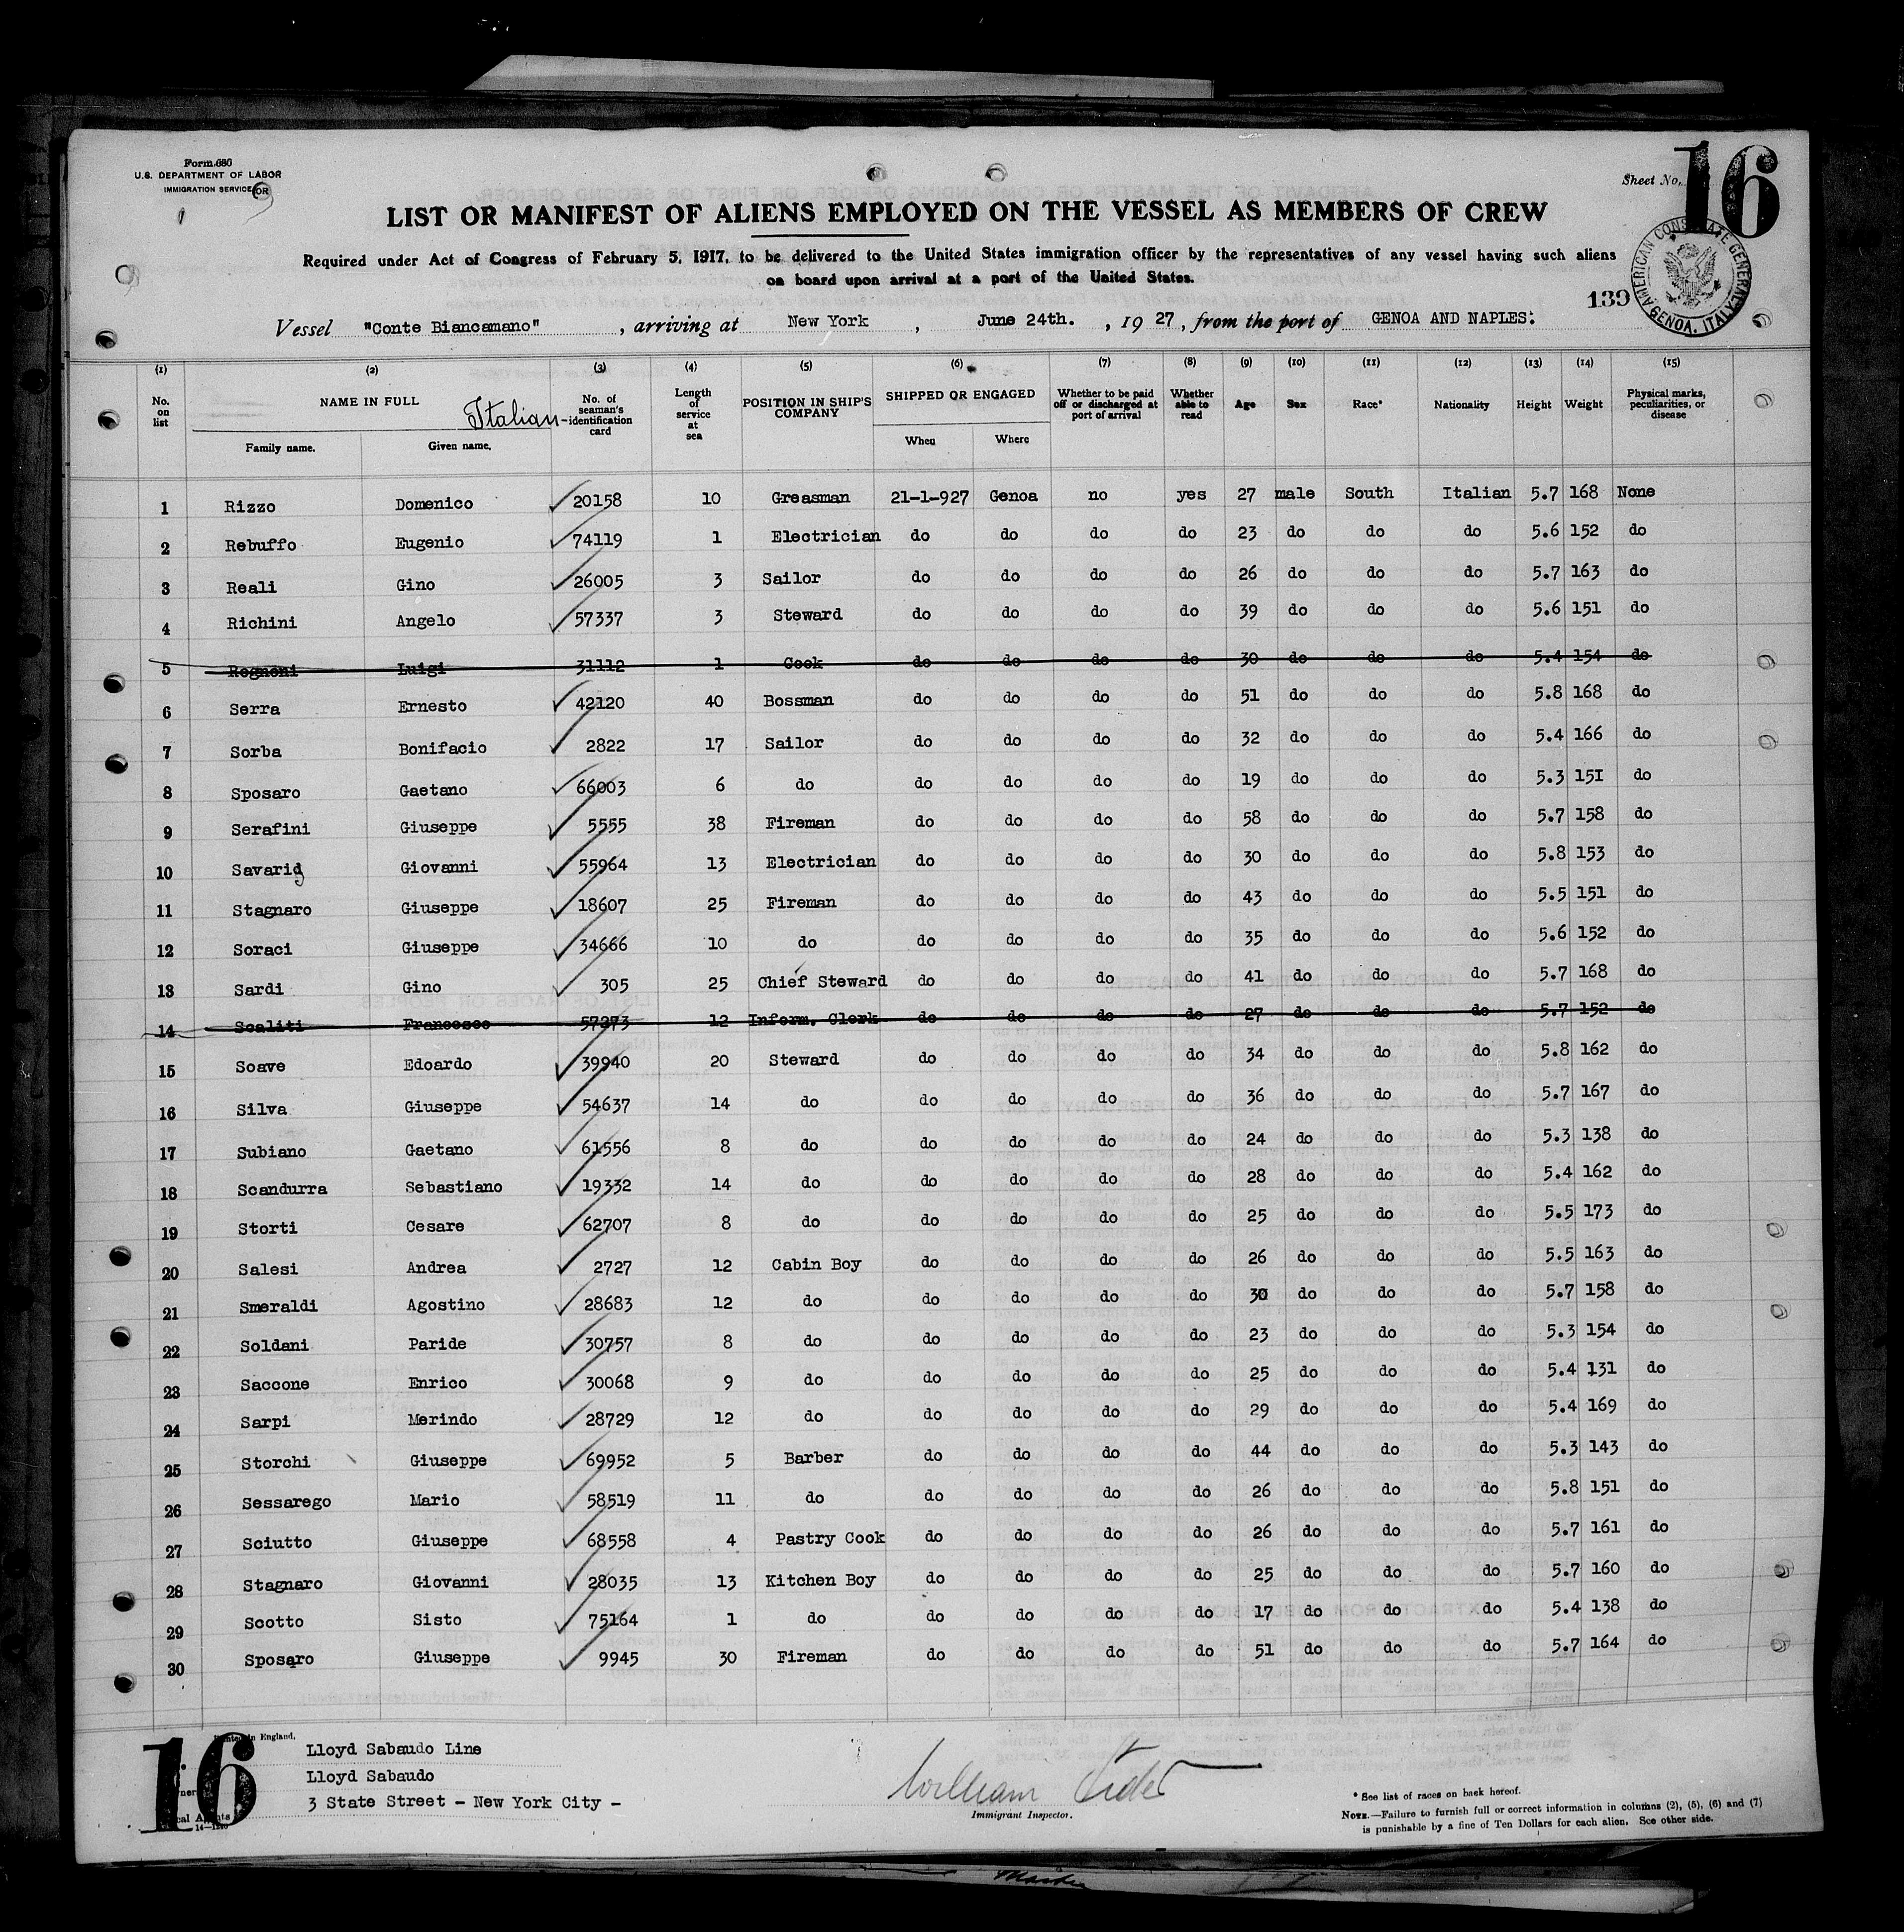 Form 680
U.S. DEPARTMENT OF LABOR
IMMIGRATION SERVICE
OR
Sheet No. 16
LIST OR MANIFEST OF ALIENS EMPLOYED ON THE VESSEL AS MEMBERS OF CREW
Required under Act of Congress of February 5, 1917, to be delivered to the United States immigration officer by the representatives of any vessel having such aliens
on board upon arrival at a port of the United States.
AMERICAN CONSULATE GENERAL GENOA, ITALY
139
Vessel "Conte Biancamano", arriving at New York, June 24th., 1927, from the port of GENOA AND NAPLES:
(1) (2) (3) (4) (5) (6) (7) (8) (9) (10) (11) (12) (13) (14) (15)
No. on list NAME IN FULL Family name. Given name. Italian- No. of seaman's identification card Length of service at sea POSITION IN SHIP'S COMPANY SHIPPED OR ENGAGED When Where Whether to be paid off or discharged at port of arrival Whether able to read Age Sex Race* Nationality Height Weight Physical marks, peculiarities, or disease
1 Rizzo Domenico 20158 10 Greasman 21-1-927 Genoa no yes 27 male South Italian 5.7 168 None
2 Rebuffo Eugenio 74119 1 Electrician do do do do 23 do do do 5.6 152 do
3 Reali Gino 26005 3 Sailor do do do do 26 do do do 5.7 163 do
4 Richini Angelo 57337 3 Steward do do do do 39 do do do 5.6 151 do
5 Rognoni Luigi 31112 1 Cook do do do do 30 do do do 5.4 154 do
6 Serra Ernesto 42120 40 Bossman do do do do 51 do do do 5.8 168 do
7 Sorba Bonifacio 2822 17 Sailor do do do do 32 do do do 5.4 166 do
8 Sposaro Gaetano 66003 6 do do do do do 19 do do do 5.3 15I do
9 Serafini Giuseppe 5555 38 Fireman do do do do 58 do do do 5.7 158 do
10 Savarig Giovanni 55964 13 Electrician do do do do 30 do do do 5.8 153 do
11 Stagnaro Giuseppe 18607 25 Fireman do do do do 43 do do do 5.5 151 do
12 Soraci Giuseppe 34666 10 do do do do do 35 do do do 5.6 152 do
13 Sardi Gino 305 25 Chief Steward do do do do 41 do do do 5.7 168 do
14 Scaliti Francesco 57273 12 Inform. Clerk do do do do 27 do do do 5.7 152 do
15 Soave Edoardo 39940 20 Steward do do do do 34 do do do 5.8 162 do
16 Silva Giuseppe 54637 14 do do do do do 36 do do do 5.7 167 do
17 Subiano Gaetano 61556 8 do do do do do 24 do do do 5.3 138 do
18 Scandurra Sebastiano 19332 14 do do do do do 28 do do do 5.4 162 do
19 Storti Cesare 62707 8 do do do do do 25 do do do 5.5 173 do
20 Salesi Andrea 2727 12 Cabin Boy do do do do 26 do do do 5.5 163 do
21 Smeraldi Agostino 28683 12 do do do do do 30 do do do 5.7 158 do
22 Soldani Paride 30757 8 do do do do do 23 do do do 5.3 154 do
23 Saccone Enrico 30068 9 do do do do do 25 do do do 5.4 131 do
24 Sarpi Merindo 28729 12 do do do do do 29 do do do 5.4 169 do
25 Storchi Giuseppe 69952 5 Barber do do do do 44 do do do 5.3 143 do
26 Sessarego Mario 58519 11 do do do do do 26 do do do 5.8 151 do
27 Sciutto Giuseppe 68558 4 Pastry Cook do do do do 26 do do do 5.7 161 do
28 Stagnaro Giovanni 28035 13 Kitchen Boy do do do do 25 do do do 5.7 160 do
29 Scotto Sisto 75164 1 do do do do do 17 do do do 5.4 138 do
30 Sposaro Giuseppe 9945 30 Fireman do do do do 51 do do do 5.7 164 do
16
in England.
Lloyd Sabaudo Line
Lloyd Sabaudo
3 State Street - New York City -
William
Immigrant Inspector.
* See list of races on back hereof.
NOTE.—Failure to furnish full or correct information in columns (2), (5), (6) and (7)
is punishable by a fine of Ten Dollars for each alien. See other side.
Master